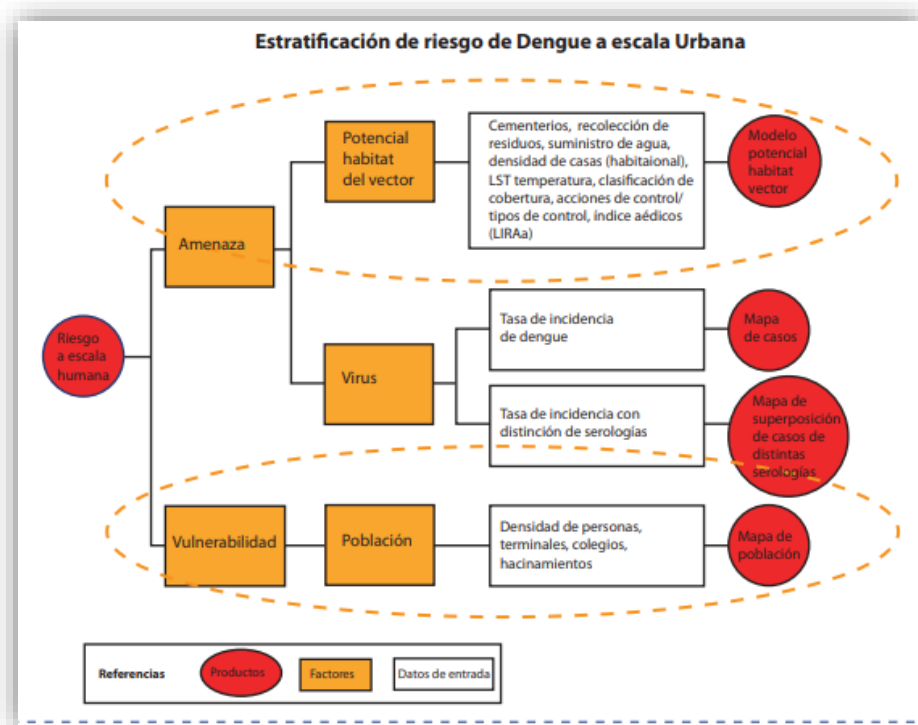 Estratificación de riesgo de Dengue a escala Urbana
Potencial
habitat
del vector
Cementerios, recolección de
residuos, suministro de agua,
densidad de casas (habitaional),
LST temperatura, clasificación de
cobertura, acciones de control/
tipos de control, índice aédicos
(LIRAa)
Modelo
potencial
habitat
vector
Amenaza
Riesgo
a escala
humana
Virus
Tasa de incidencia
de dengue
Mapa
de casos
Tasa de incidencia con
distinción de serologías
Mapa de
superposición
de casos de
distintas
serologías
Vulnerabilidad
Población
Densidad de personas,
terminales, colegios,
hacinamientos
Mapa de
población
Referencias
Productos
Factores
Datos de entrada